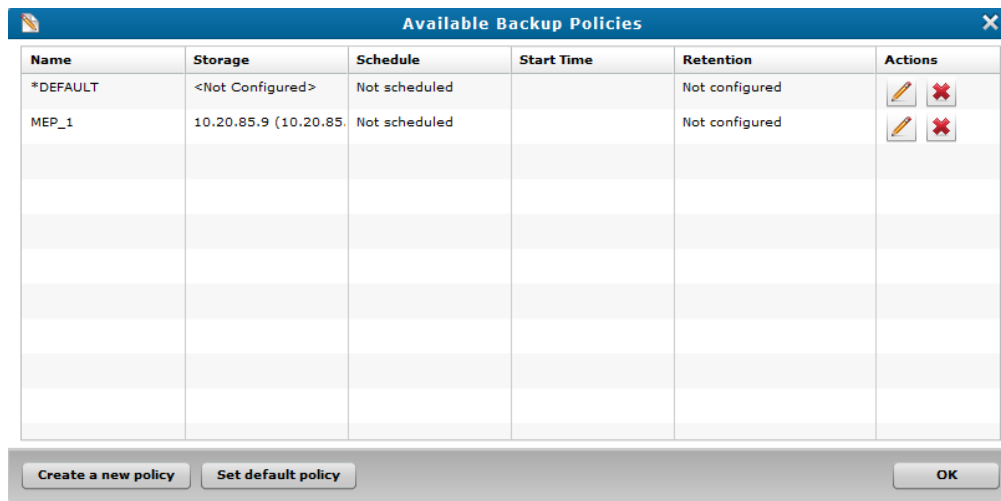 Available Backup Policies
Name Storage Schedule Start Time Retention Actions
*DEFAULT <Not Configured> Not scheduled Not configured
MEP_1 10.20.85.9 (10.20.85. Not scheduled Not configured
Create a new policy Set default policy OK